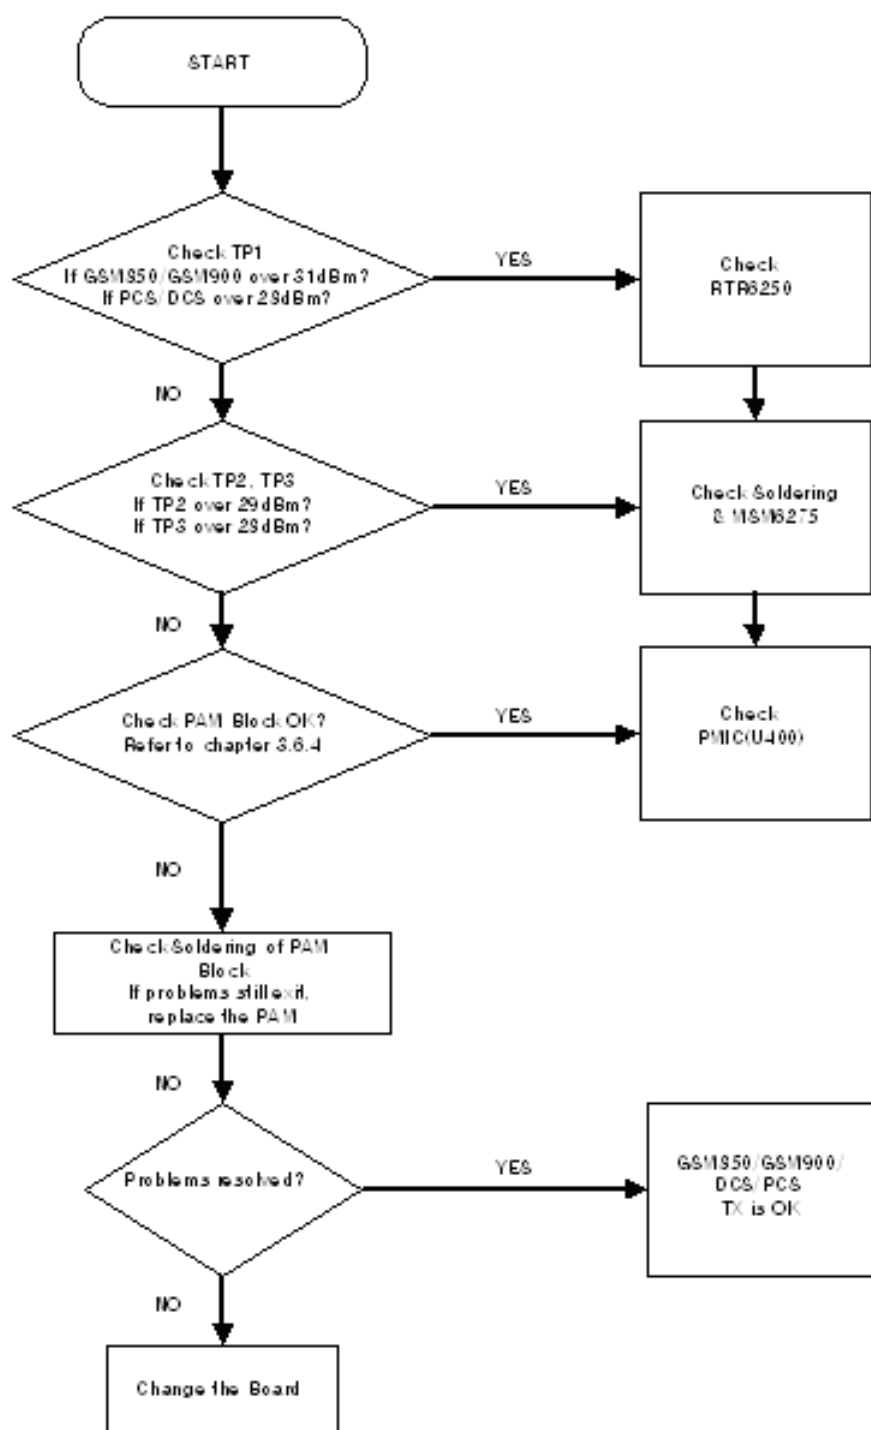 START
Check TP1
If GSM850/GSM900 over 31dBm?
If PCS/DCS over 28dBm?
YES
Check
RTR6250
NO
Check TP2, TP3
If TP2 over 29dBm?
If TP3 over 28dBm?
YES
Check Soldering
& MSM6275
NO
Check PAM Block OK?
Refer to chapter 3.6.4
YES
Check
PMIC(U400)
NO
Check Soldering of PAM
Block
If problems still exit,
replace the PAM
NO
Problems resolved?
YES
GSM850/GSM900/
DCS/PCS
TX is OK
NO
Change the Board